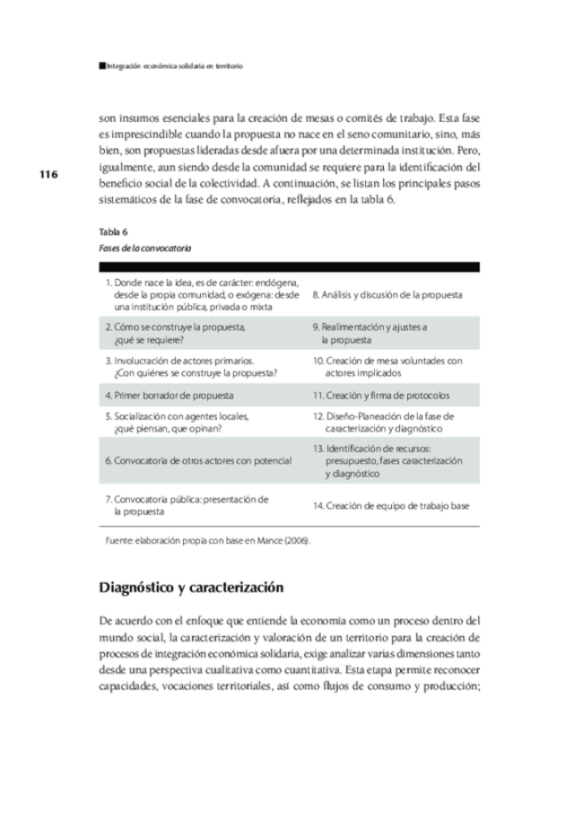 Integración económica solidaria en territorio
son insumos esenciales para la creación de mesas o comités de trabajo. Esta fase
es imprescindible cuando la propuesta no nace en el seno comunitario, sino, más
bien, son propuestas lideradas desde afuera por una determinada institución. Pero,
116
igualmente, aun siendo desde la comunidad se requiere para la identificación del
beneficio social de la colectividad. A continuación, se listan los principales pasos
sistemáticos de la fase de convocatoria, reflejados en la tabla 6.
Tabla 6
Fases de la convocatoria
1. Donde nace la idea, es de carácter: endógena,
desde la propia comunidad, o exógena: desde
una institución pública, privada o mixta
8. Análisis y discusión de la propuesta
2. Cómo se construye la propuesta,
¿qué se requiere?
9. Realimentación y ajustes a
la propuesta
3. Involucración de actores primarios.
¿Con quiénes se construye la propuesta?
10. Creación de mesa voluntades con
actores implicados
4. Primer borrador de propuesta
11. Creación y firma de protocolos
5. Socialización con agentes locales,
¿qué piensan, que opinan?
12. Diseño-Planeación de la fase de
caracterización y diagnóstico
6. Convocatoria de otros actores con potencial
13. Identificación de recursos:
presupuesto, fases caracterización
y diagnóstico
7. Convocatoria pública: presentación de
la propuesta
14. Creación de equipo de trabajo base
Fuente: elaboración propia con base en Mance (2006).
Diagnóstico y caracterización
De acuerdo con el enfoque que entiende la economía como un proceso dentro del
mundo social, la caracterización y valoración de un territorio para la creación de
procesos de integración económica solidaria, exige analizar varias dimensiones tanto
desde una perspectiva cualitativa como cuantitativa. Esta etapa permite reconocer
capacidades, vocaciones territoriales, así como flujos de consumo y producción;